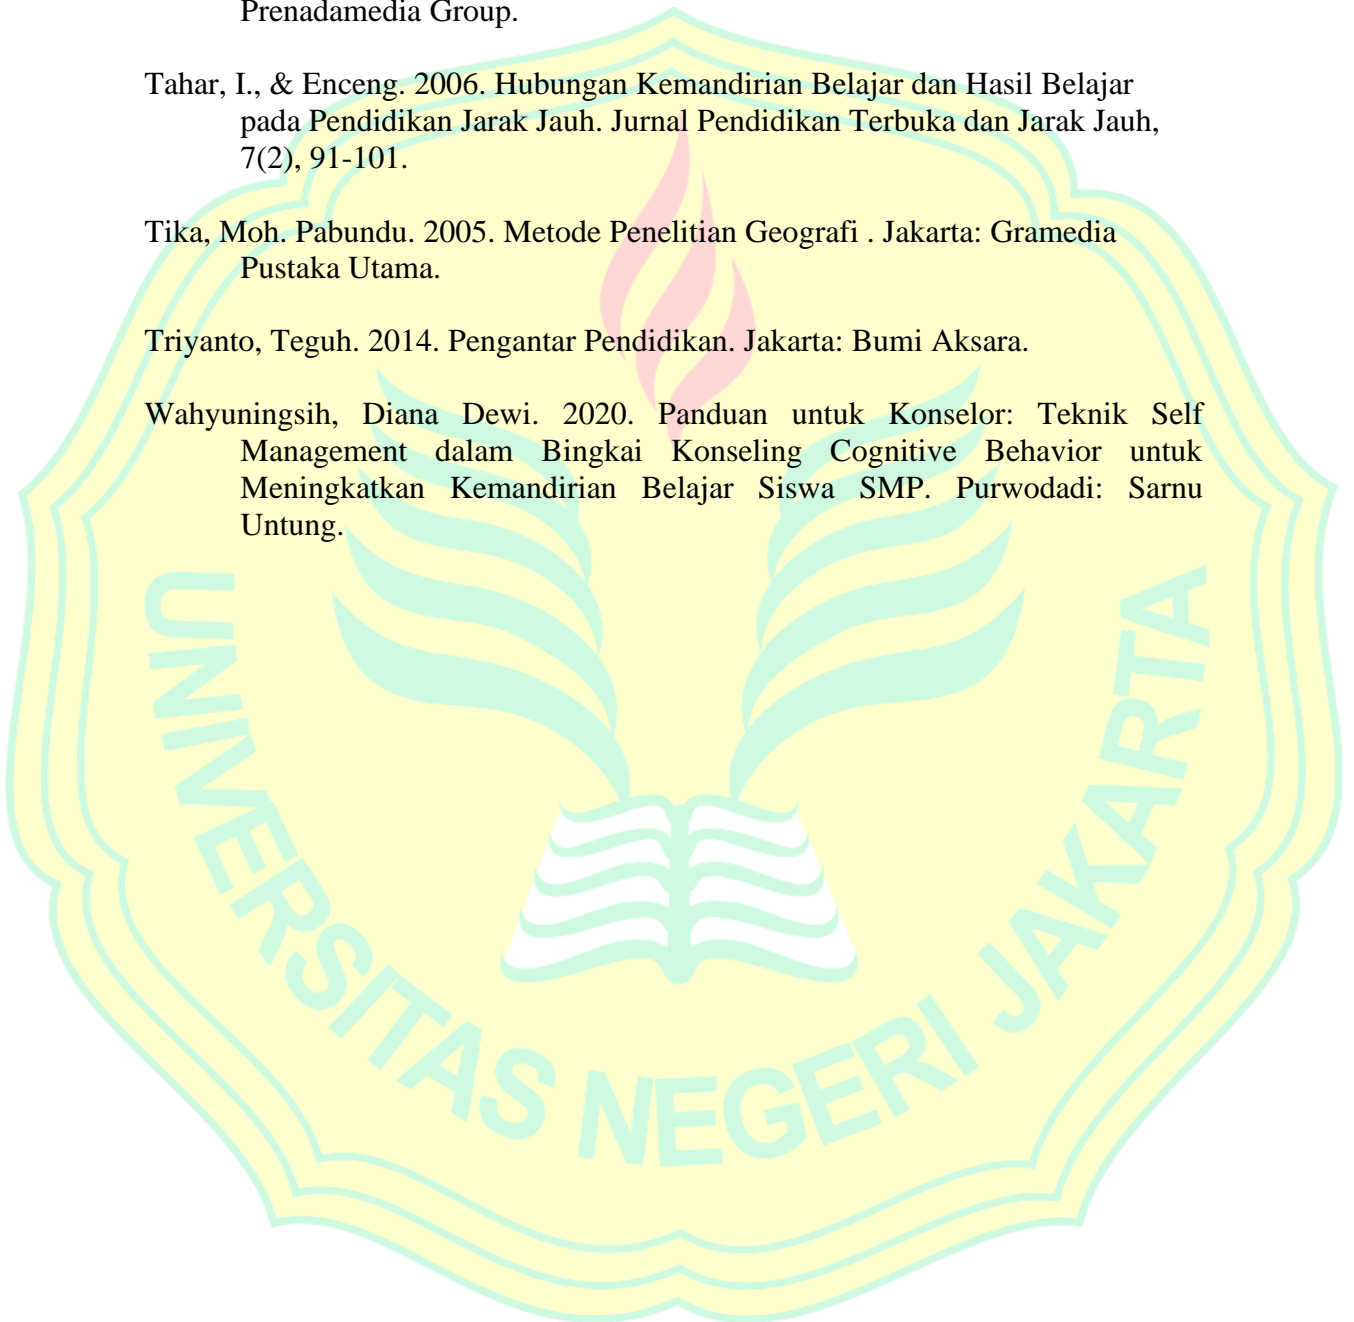 Prenadamedia Group.
Tahar, I., & Enceng. 2006. Hubungan Kemandirian Belajar dan Hasil Belajar
pada Pendidikan Jarak Jauh. Jurnal Pendidikan Terbuka dan Jarak Jauh,
7(2), 91-101.
Tika, Moh. Pabundu. 2005. Metode Penelitian Geografi . Jakarta: Gramedia
Pustaka Utama.
Triyanto, Teguh. 2014. Pengantar Pendidikan. Jakarta: Bumi Aksara.
Wahyuningsih, Diana Dewi. 2020. Panduan untuk Konselor: Teknik Self
Management dalam Bingkai Konseling Cognitive Behavior untuk
Meningkatkan Kemandirian Belajar Siswa SMP. Purwodadi: Sarnu
Untung.
UNIVERSITAS NEGERI JAKARTA